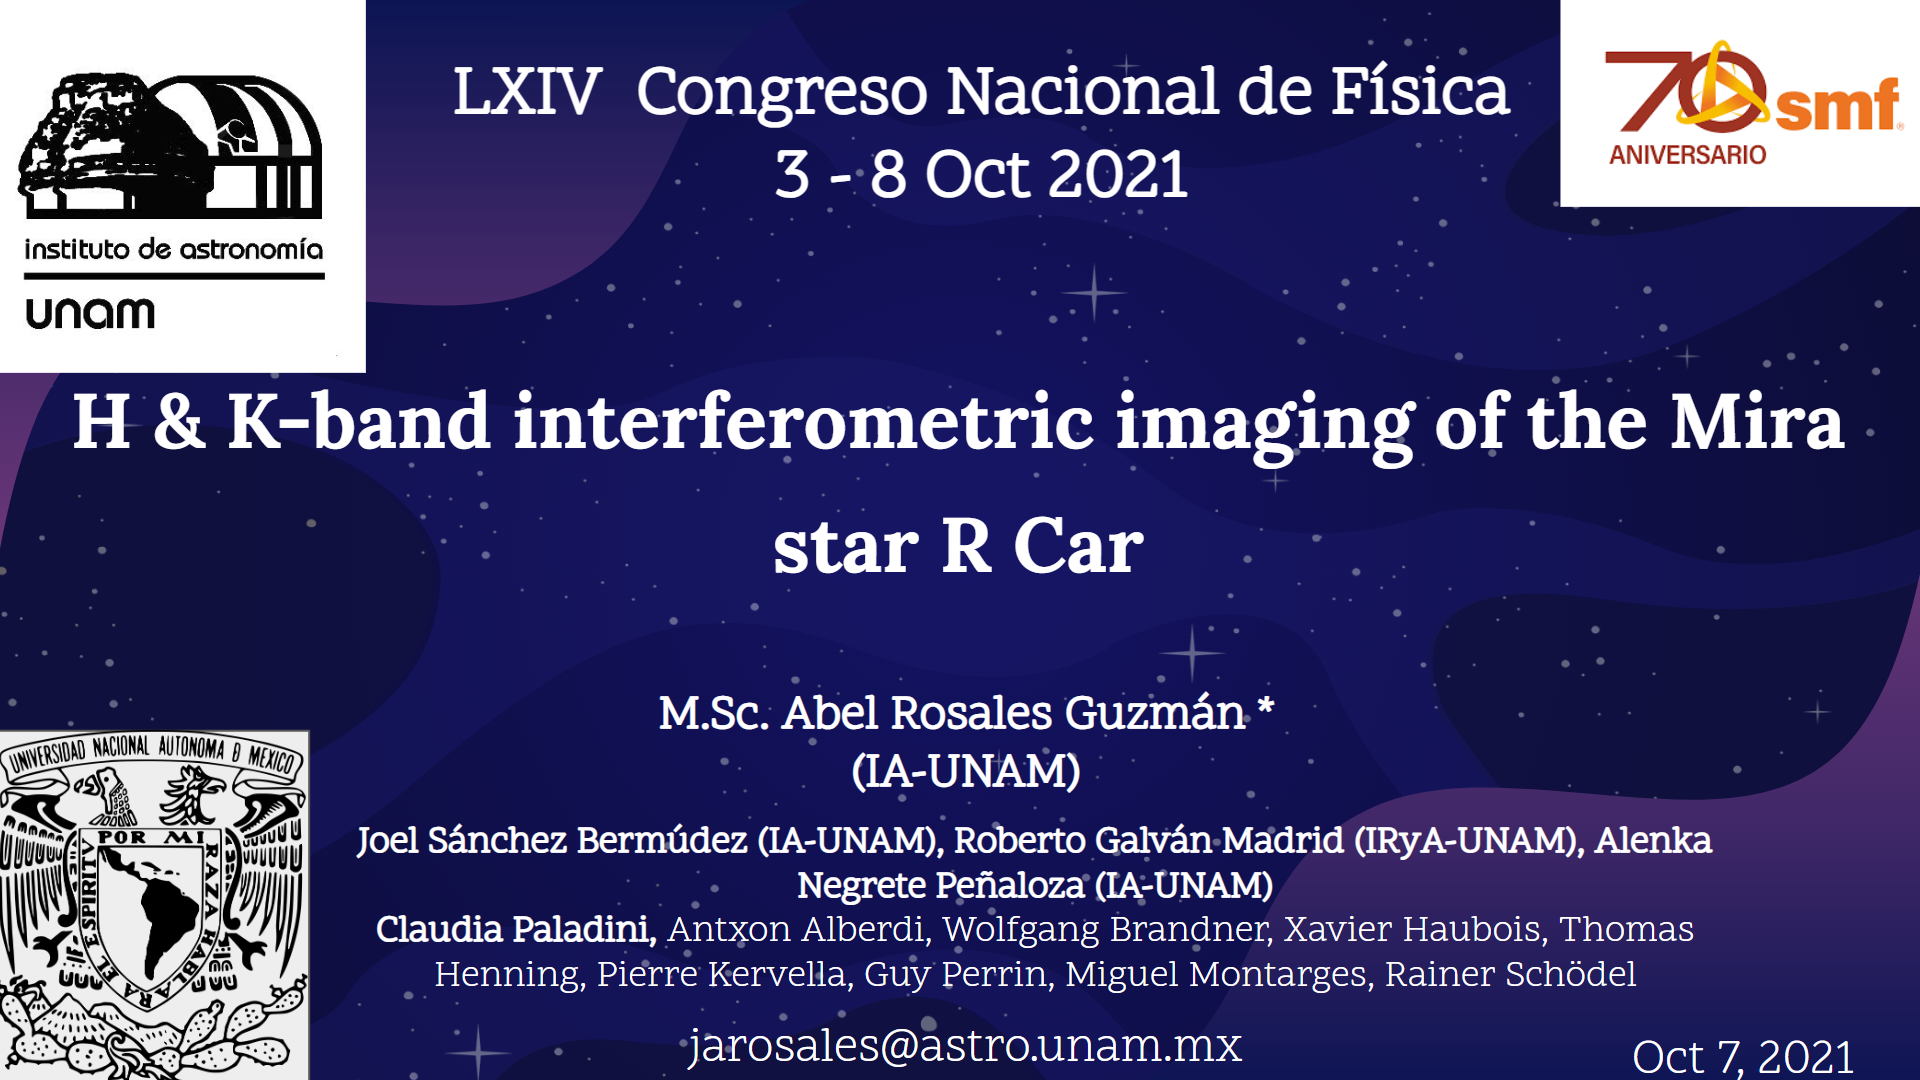 LXIV Congreso Nacional de Física
3 - 8 Oct 2021
instituto de astronomía
unam
70 smf®
ANIVERSARIO
H & K-band interferometric imaging of the Mira
star R Car
M.Sc. Abel Rosales Guzmán *
(IA-UNAM)
Joel Sánchez Bermúdez (IA-UNAM), Roberto Galván Madrid (IRyA-UNAM), Alenka
Negrete Peñaloza (IA-UNAM)
Claudia Paladini, Antxon Alberdi, Wolfgang Brandner, Xavier Haubois, Thomas
Henning, Pierre Kervella, Guy Perrin, Miguel Montarges, Rainer Schödel
jarosales@astro.unam.mx
Oct 7, 2021
UNIVERSIDAD NACIONAL AUTONOMA D MEXICO
POR MI RAZA HABLARA EL ESPIRITV